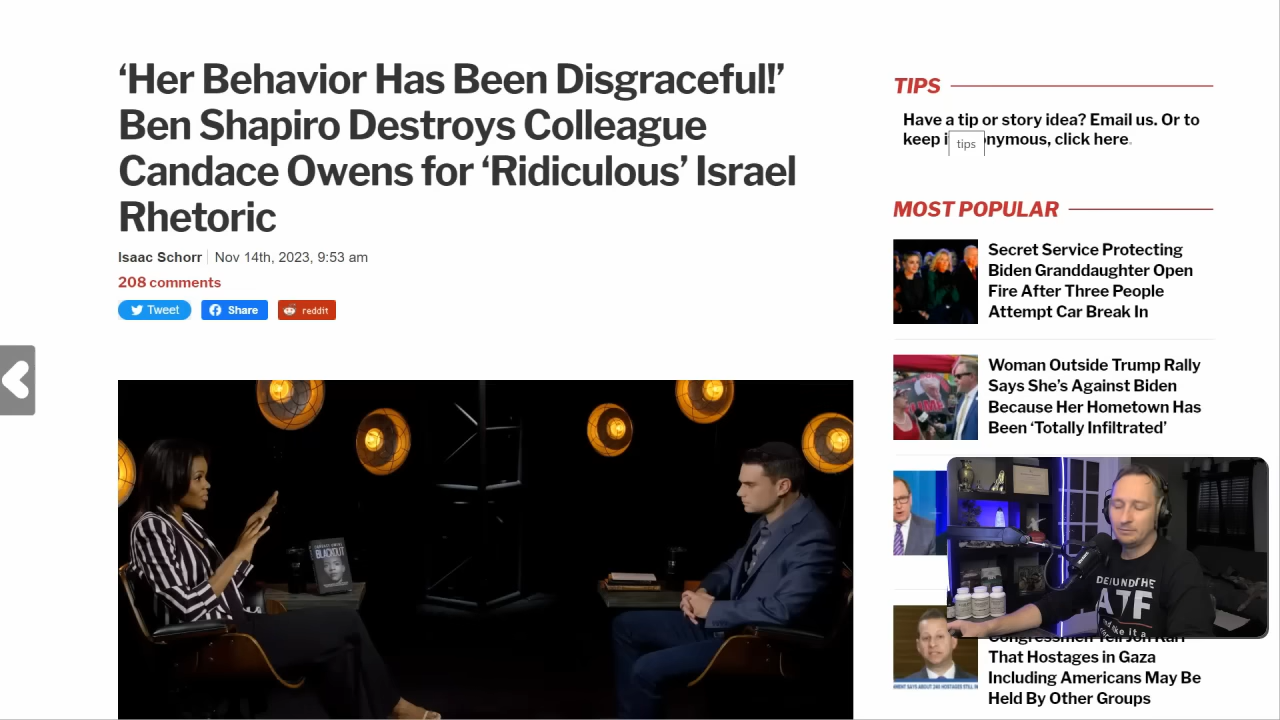 ‘Her Behavior Has Been Disgraceful!’
Ben Shapiro Destroys Colleague
Candace Owens for ‘Ridiculous’ Israel
Rhetoric
Isaac Schorr
Nov 14th, 2023, 9:53 am
208 comments
Tweet
Share
reddit
BLACKOUT
TIPS
Have a tip or story idea? Email us. Or to
keep
nymous, click here.
tips
MOST POPULAR
Secret Service Protecting
Biden Granddaughter Open
Fire After Three People
Attempt Car Break In
Woman Outside Trump Rally
Says She’s Against Biden
Because Her Hometown Has
Been ‘Totally Infiltrated’
DEFUND THE
ATF
That Hostages in Gaza
Including Americans May Be
Held By Other Groups